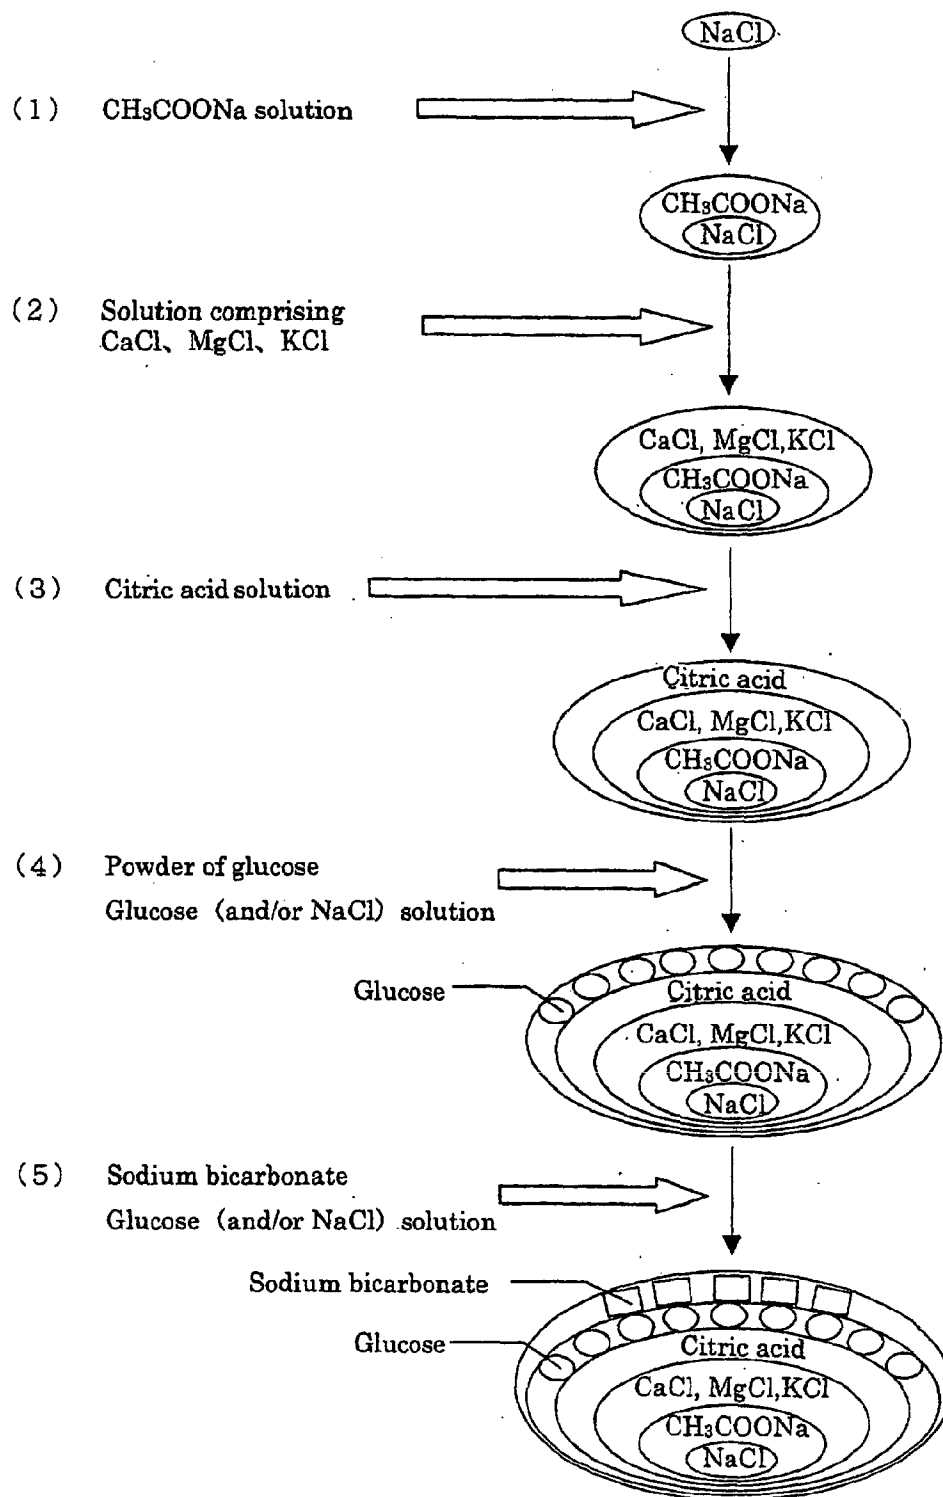 NaCl
(1) CH₃COONa solution
CH₃COONa
NaCl
(2) Solution comprising
CaCl、MgCl、KCl
CaCl, MgCl,KCl
CH₃COONa
NaCl
(3) Citric acid solution
Citric acid
CaCl, MgCl,KCl
CH₃COONa
NaCl
(4) Powder of glucose
Glucose (and/or NaCl) solution
Glucose
Citric acid
CaCl, MgCl,KCl
CH₃COONa
NaCl
(5) Sodium bicarbonate
Glucose (and/or NaCl) solution
Sodium bicarbonate
Glucose
Citric acid
CaCl, MgCl,KCl
CH₃COONa
NaCl